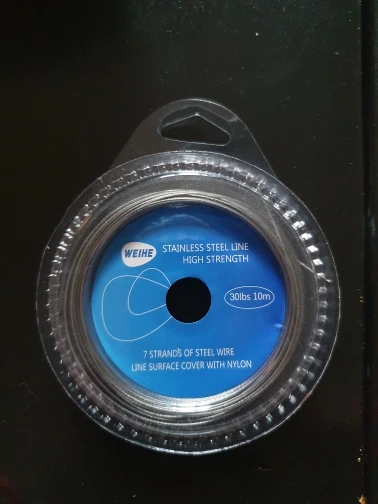 WEIHE
STAINLESS STEEL LINE
HIGH STRENGTH
30lbs 10m
7 STRANDS OF STEEL WIRE
LINE SURFACE COVER WITH NYLON